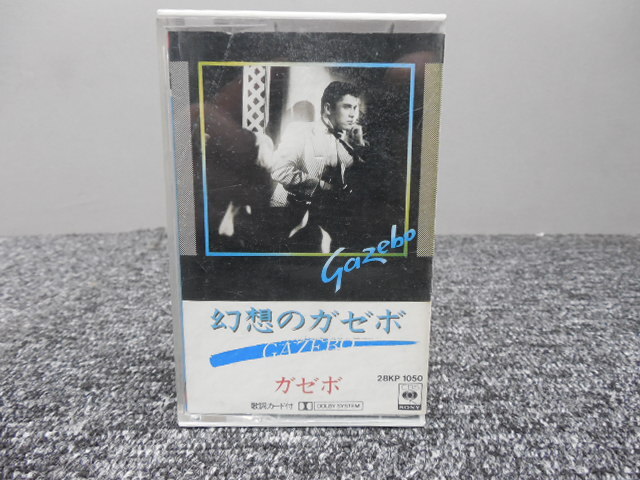 Gazebo
幻想のガゼボ
GAZEBO
ガゼボ
28KP 1050
CBS
SONY
歌詞カード付 DOLBY SYSTEM